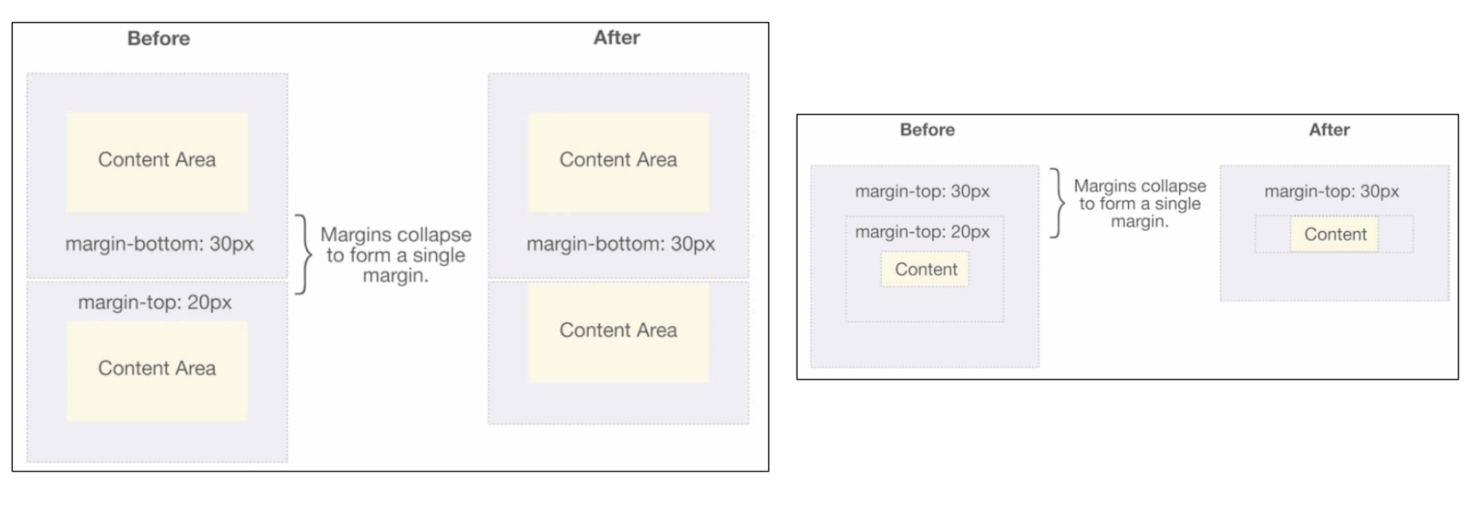 Before
Content Area
margin-bottom: 30px
margin-top: 20px
Content Area
Margins collapse
to form a single
margin.
After
Content Area
margin-bottom: 30px
Content Area
Before
margin-top: 30px
margin-top: 20px
Content
Margins collapse
to form a single
margin.
After
margin-top: 30px
Content